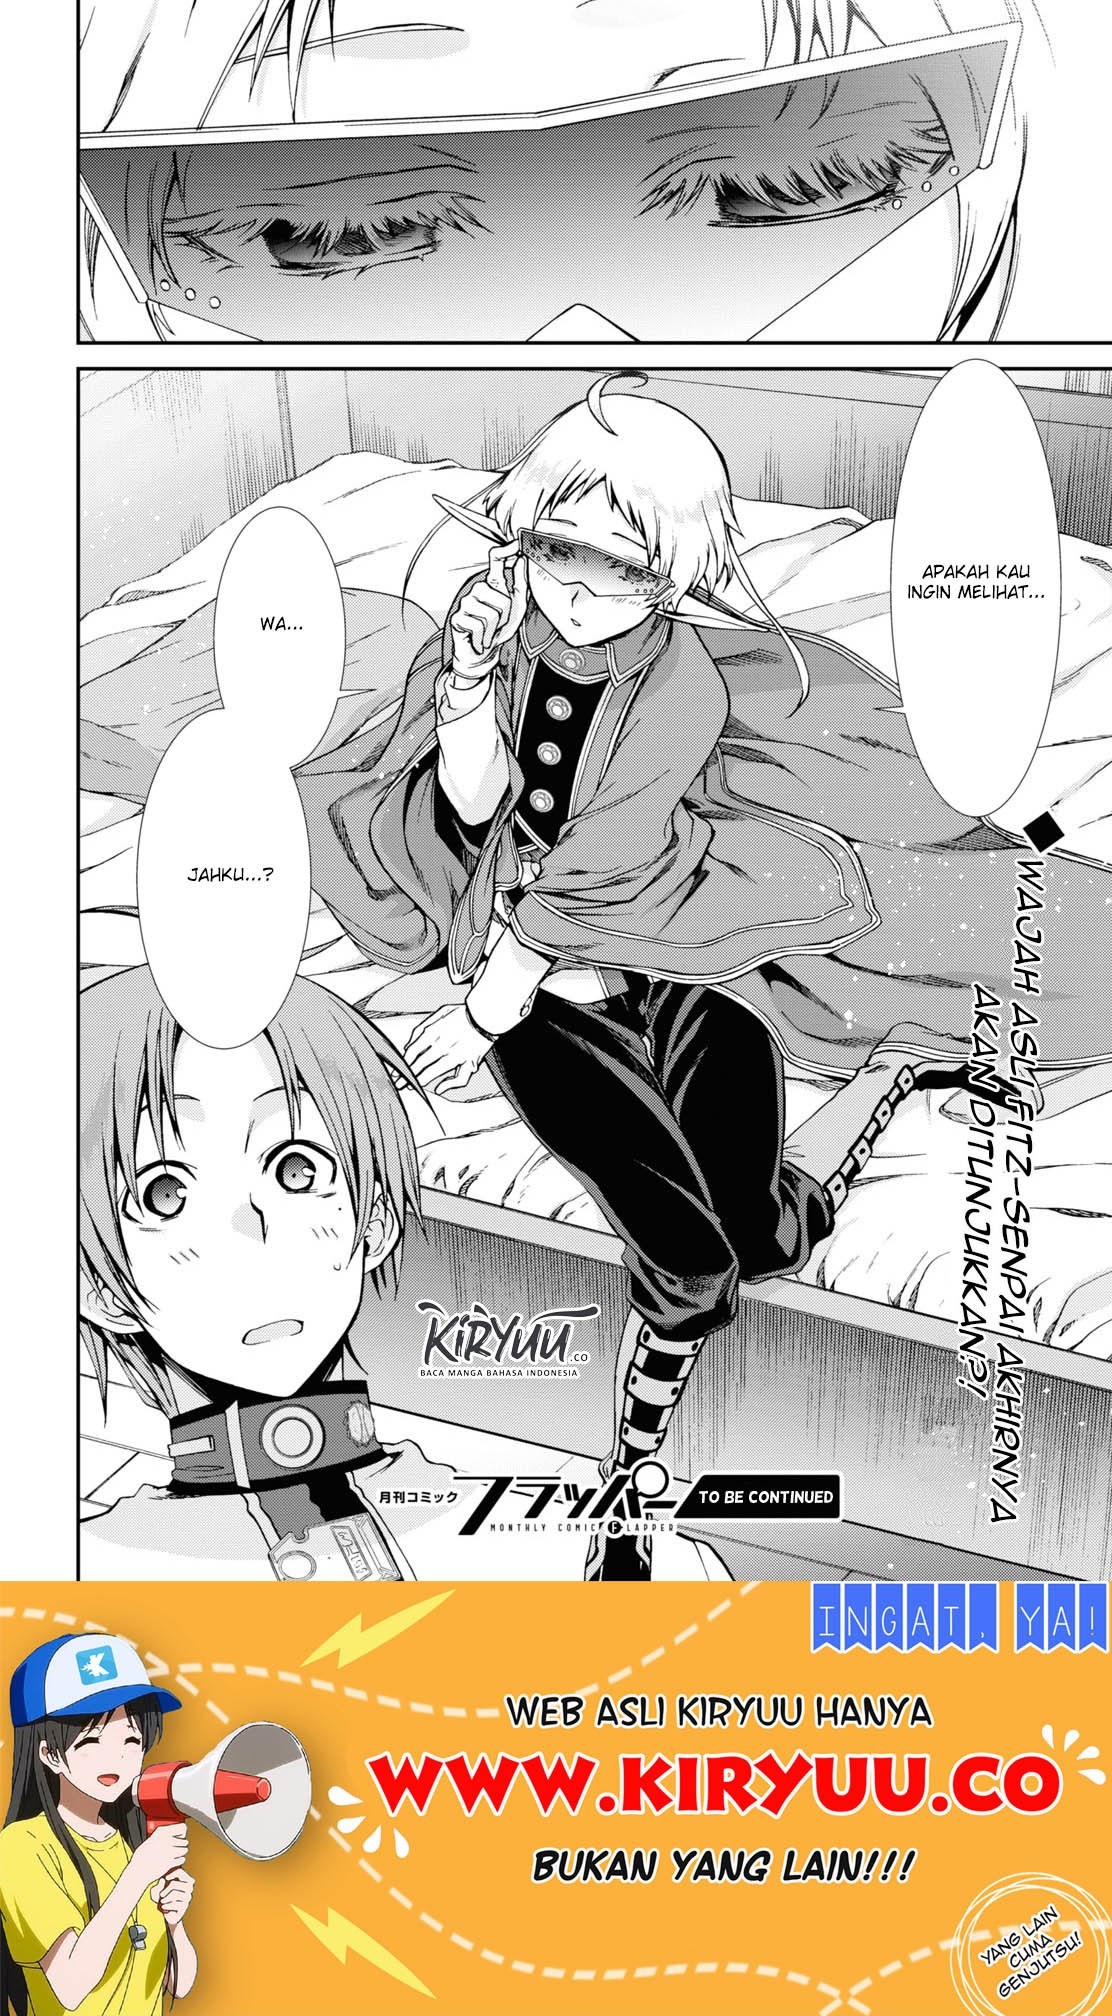 APAKAH KAU
INGIN MELIHAT...
WA...
JAHKU...?
WAJAH ASLI FITZ-SENPAI AKHIRNYA
AKAN DITUNJUKKAN?!
KIRYUU.CO
BACA MANGA BAHASA INDONESIA
月刊コミック
フラッパー
TO BE CONTINUED
MONTHLY COMIC FLAPPER
INGAT, YA!
K
WEB ASLI KIRYUU HANYA
WWW.KIRYUU.CO
BUKAN YANG LAIN!!!
YANG LAIN
CUMA
GENJUTSU!